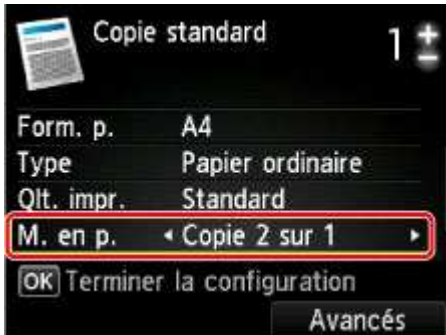 Copie standard
1
Form. p. A4
Type Papier ordinaire
Qlt. impr. Standard
M. en p. Copie 2 sur 1
OK Terminer la configuration
Avancés